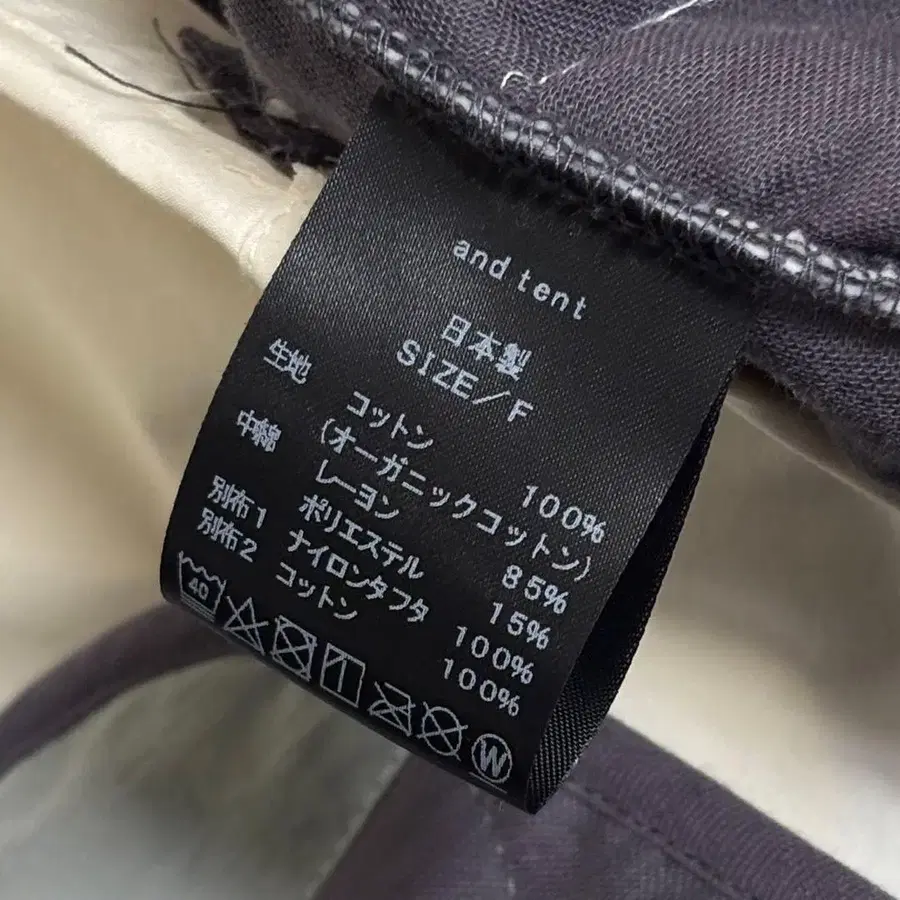 and tent
日本製
SIZE/F
生地 コットン 100%
(オーガニックコットン)
中綿 レーヨン 85%
ポリエステル 15%
別布1 ナイロンタフタ 100%
別布2 コットン 100%
40
W